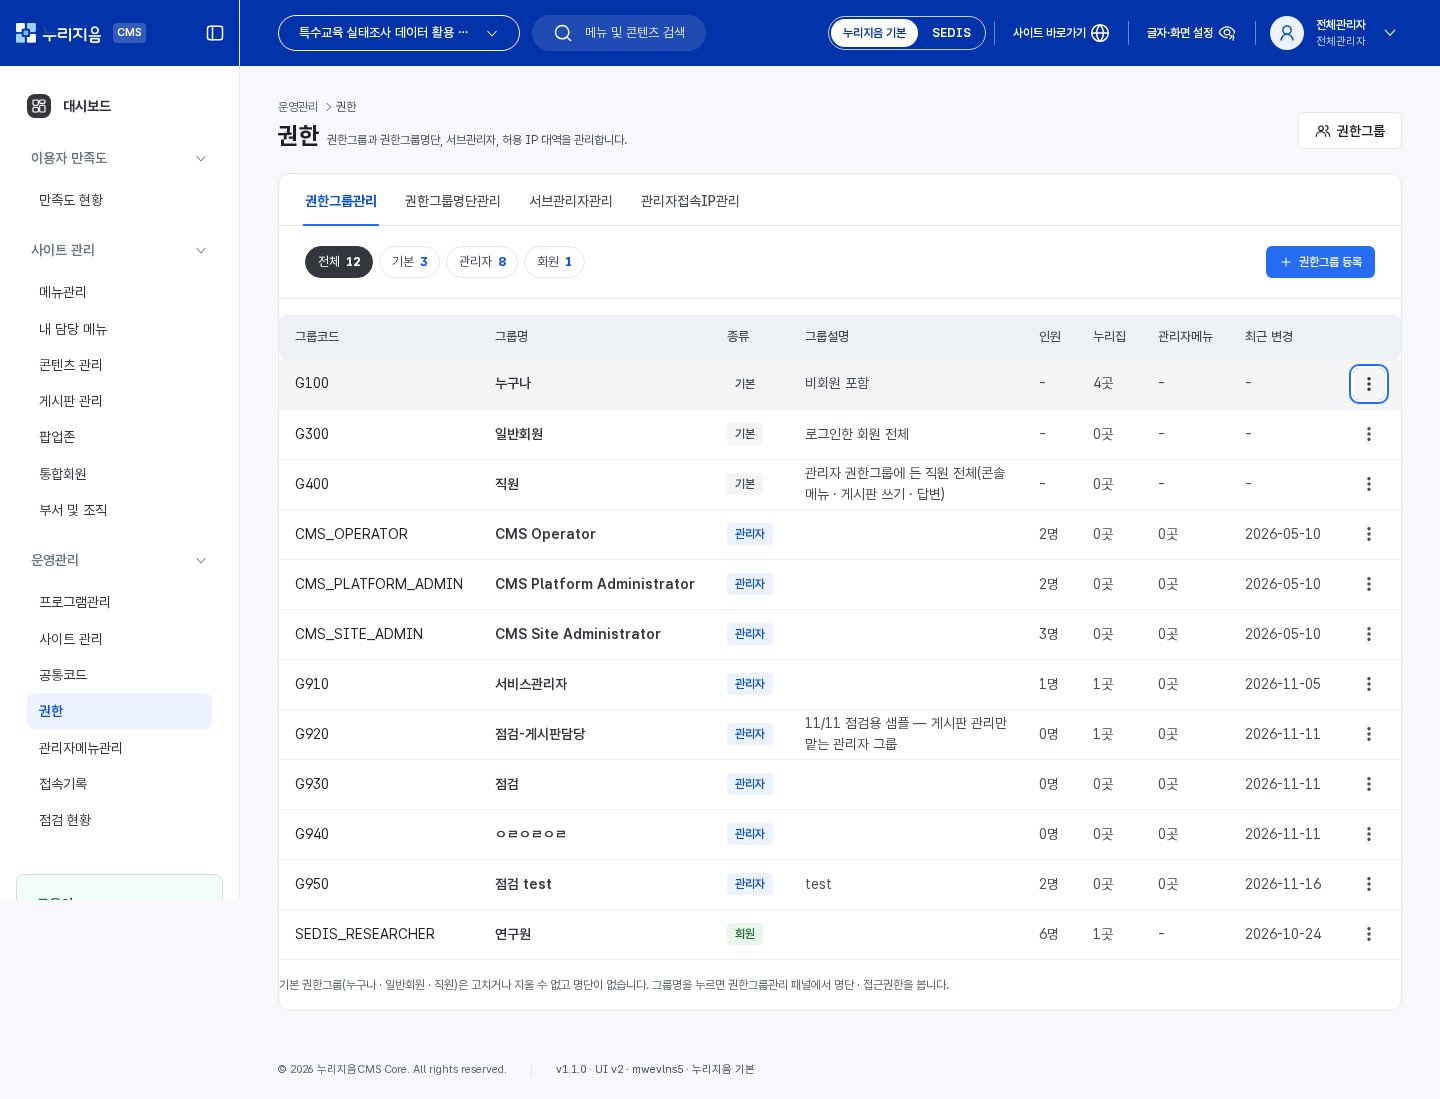 누리지음 CMS
특수교육 실태조사 데이터 활용 ···
메뉴 및 콘텐츠 검색
누리지음 기본 SEDIS
사이트 바로가기
글자·화면 설정
전체관리자
전체관리자
대시보드
이용자 만족도
만족도 현황
사이트 관리
메뉴관리
내 담당 메뉴
콘텐츠 관리
게시판 관리
팝업존
통합회원
부서 및 조직
운영관리
프로그램관리
사이트 관리
공통코드
권한
관리자메뉴관리
접속기록
점검 현황
운영관리 > 권한
권한 권한그룹과 권한그룹명단, 서브관리자, 허용 IP 대역을 관리합니다.
권한그룹
권한그룹관리 권한그룹명단관리 서브관리자관리 관리자접속IP관리
전체 12 기본 3 관리자 8 회원 1
+ 권한그룹 등록
그룹코드 그룹명 종류 그룹설명 인원 누리집 관리자메뉴 최근 변경
G100 누구나 기본 비회원 포함 - 4곳 - -
G300 일반회원 기본 로그인한 회원 전체 - 0곳 - -
G400 직원 기본 관리자 권한그룹에 든 직원 전체(콘솔
메뉴 · 게시판 쓰기 · 답변) - 0곳 - -
CMS_OPERATOR CMS Operator 관리자 2명 0곳 0곳 2026-05-10
CMS_PLATFORM_ADMIN CMS Platform Administrator 관리자 2명 0곳 0곳 2026-05-10
CMS_SITE_ADMIN CMS Site Administrator 관리자 3명 0곳 0곳 2026-05-10
G910 서비스관리자 관리자 1명 1곳 0곳 2026-11-05
G920 점검-게시판담당 관리자 11/11 점검용 샘플 — 게시판 관리만
맡는 관리자 그룹 0명 1곳 0곳 2026-11-11
G930 점검 관리자 0명 0곳 0곳 2026-11-11
G940 ㅇㄹㅇㄹㅇㄹ 관리자 0명 0곳 0곳 2026-11-11
G950 점검 test 관리자 test 2명 0곳 0곳 2026-11-16
SEDIS_RESEARCHER 연구원 회원 6명 1곳 - 2026-10-24
기본 권한그룹(누구나 · 일반회원 · 직원)은 고치거나 지울 수 없고 명단이 없습니다. 그룹명을 누르면 권한그룹관리 패널에서 명단 · 접근권한을 봅니다.
© 2026 누리지음CMS Core. All rights reserved.
v1.1.0 · UI v2 · mwevlns5 · 누리지음 기본